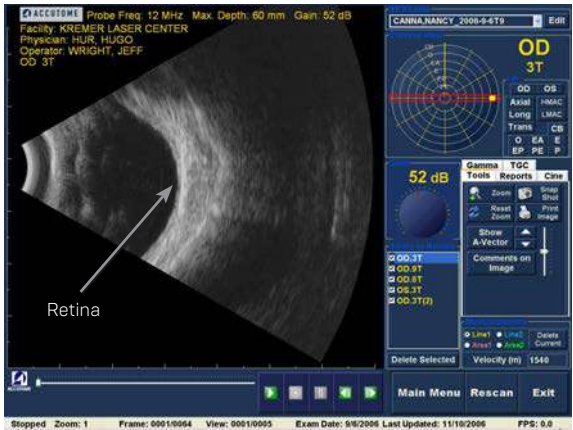 ACCUTOME Probe Freq: 12 MHz Max. Depth: 60 mm Gain: 52 dB
Facility: KREMER LASER CENTER
Physician: HUR, HUGO
Operator: WRIGHT, JEFF
OD 3T
Retina
CANNA,NANCY_2006-9-6T9 Edit
OD
3T
OD OS
Axial HMAC
Long LMAC
Trans CB
O EA E
EP PE P
52 dB
Gamma TGC
Tools Reports Cine
Zoom Snap Shot
Reset Zoom Print Image
Show A-Vector
Comments on Image
OD.3T
OD.9T
OD.6T
OS.3T
OD.3T(2)
Line1 Line2 Delete Current
Area1 Area2
Delete Selected Velocity (m) 1540
ACCUTOME
Main Menu Rescan Exit
Stopped Zoom: 1 Frame: 0001/0064 View: 0001/0005 Exam Date: 9/6/2006 Last Updated: 11/10/2006 FPS: 0.0